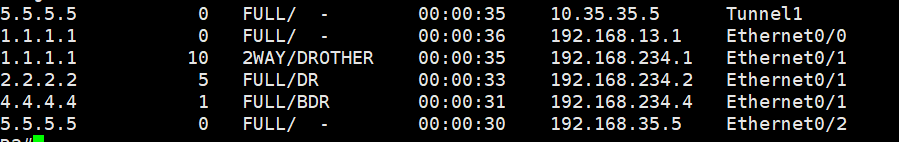 5.5.5.5 0 FULL/ - 00:00:35 10.35.35.5 Tunnel1
1.1.1.1 0 FULL/ - 00:00:36 192.168.13.1 Ethernet0/0
1.1.1.1 10 2WAY/DROTHER 00:00:35 192.168.234.1 Ethernet0/1
2.2.2.2 5 FULL/DR 00:00:33 192.168.234.2 Ethernet0/1
4.4.4.4 1 FULL/BDR 00:00:31 192.168.234.4 Ethernet0/1
5.5.5.5 0 FULL/ - 00:00:30 192.168.35.5 Ethernet0/2